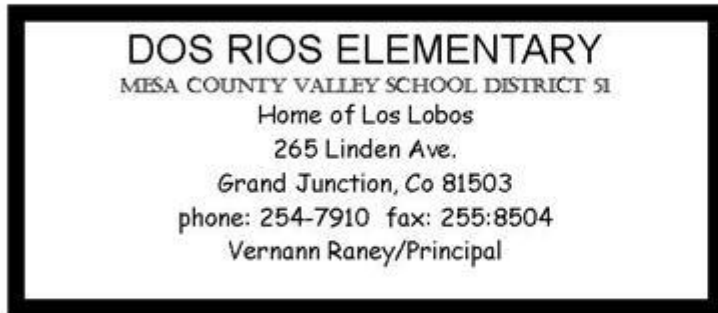 DOS RIOS ELEMENTARY
MESA COUNTY VALLEY SCHOOL DISTRICT 51
Home of Los Lobos
265 Linden Ave.
Grand Junction, Co 81503
phone: 254-7910 fax: 255:8504
Vernann Raney/Principal